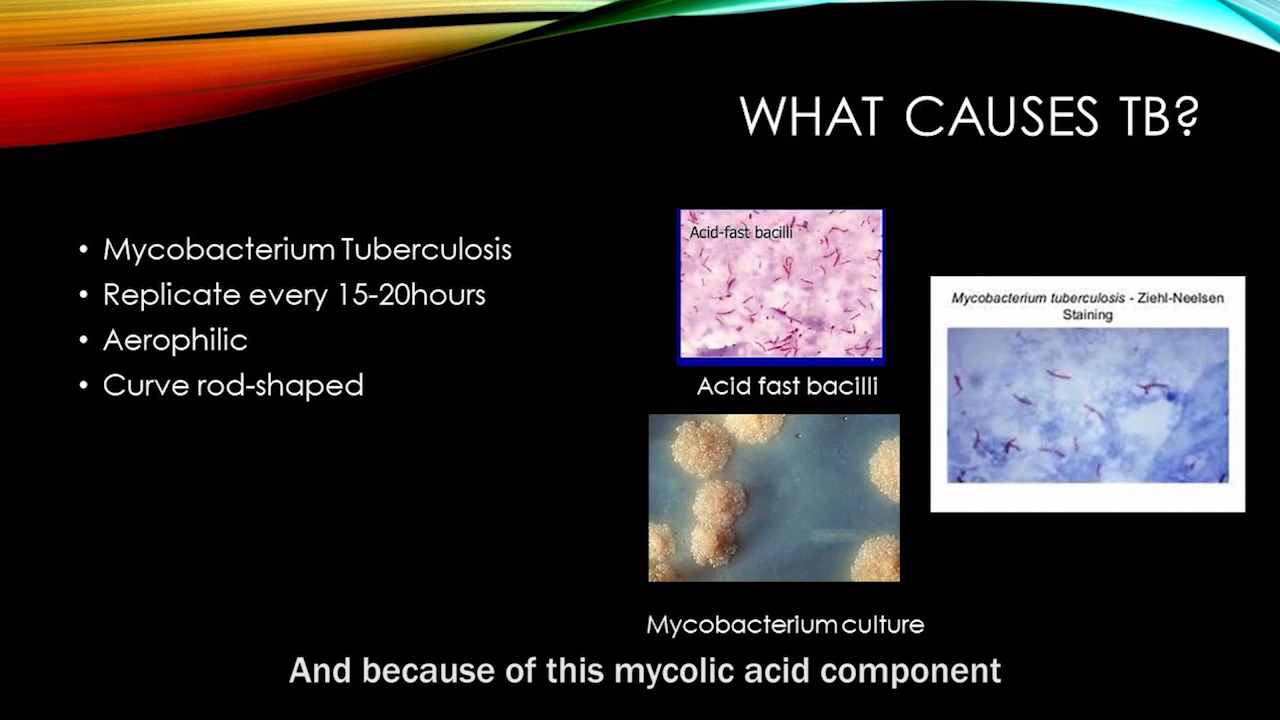 WHAT CAUSES TB?
• Mycobacterium Tuberculosis
• Replicate every 15-20hours
• Aerophilic
• Curve rod-shaped
Acid-fast bacilli
Acid fast bacilli
Mycobacterium tuberculosis - Ziehl-Neelsen
Staining
Mycobacterium culture
And because of this mycolic acid component